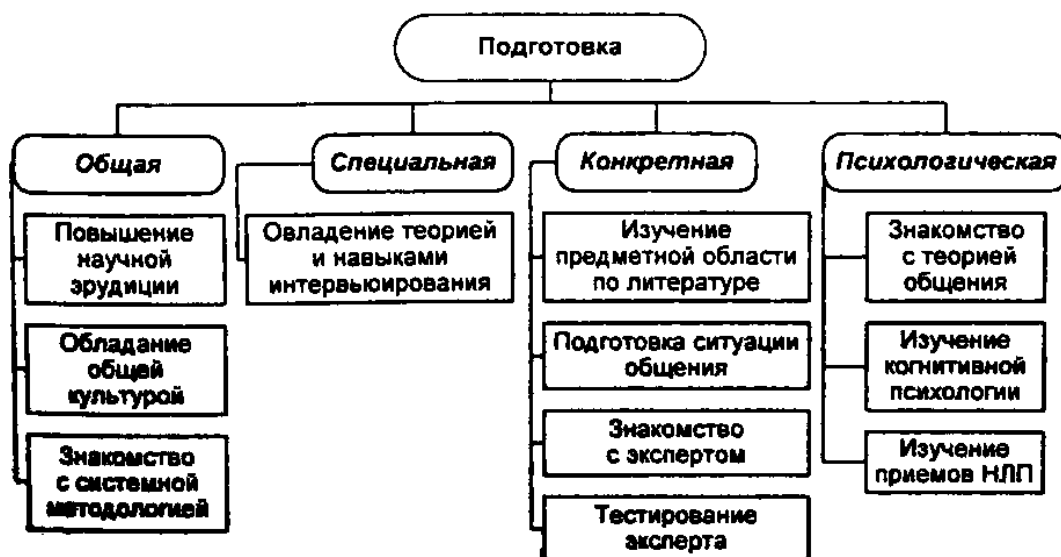 Подготовка
Общая
Специальная
Конкретная
Психологическая
Повышение
научной
эрудиции
Обладание
общей
культурой
Знакомство
с системной
методологией
Овладение теорией
и навыками
интервьюирования
Изучение
предметной области
по литературе
Подготовка ситуации
общения
Знакомство
с экспертом
Тестирование
эксперта
Знакомство
с теорией
общения
Изучение
когнитивной
психологии
Изучение
приемов НЛП